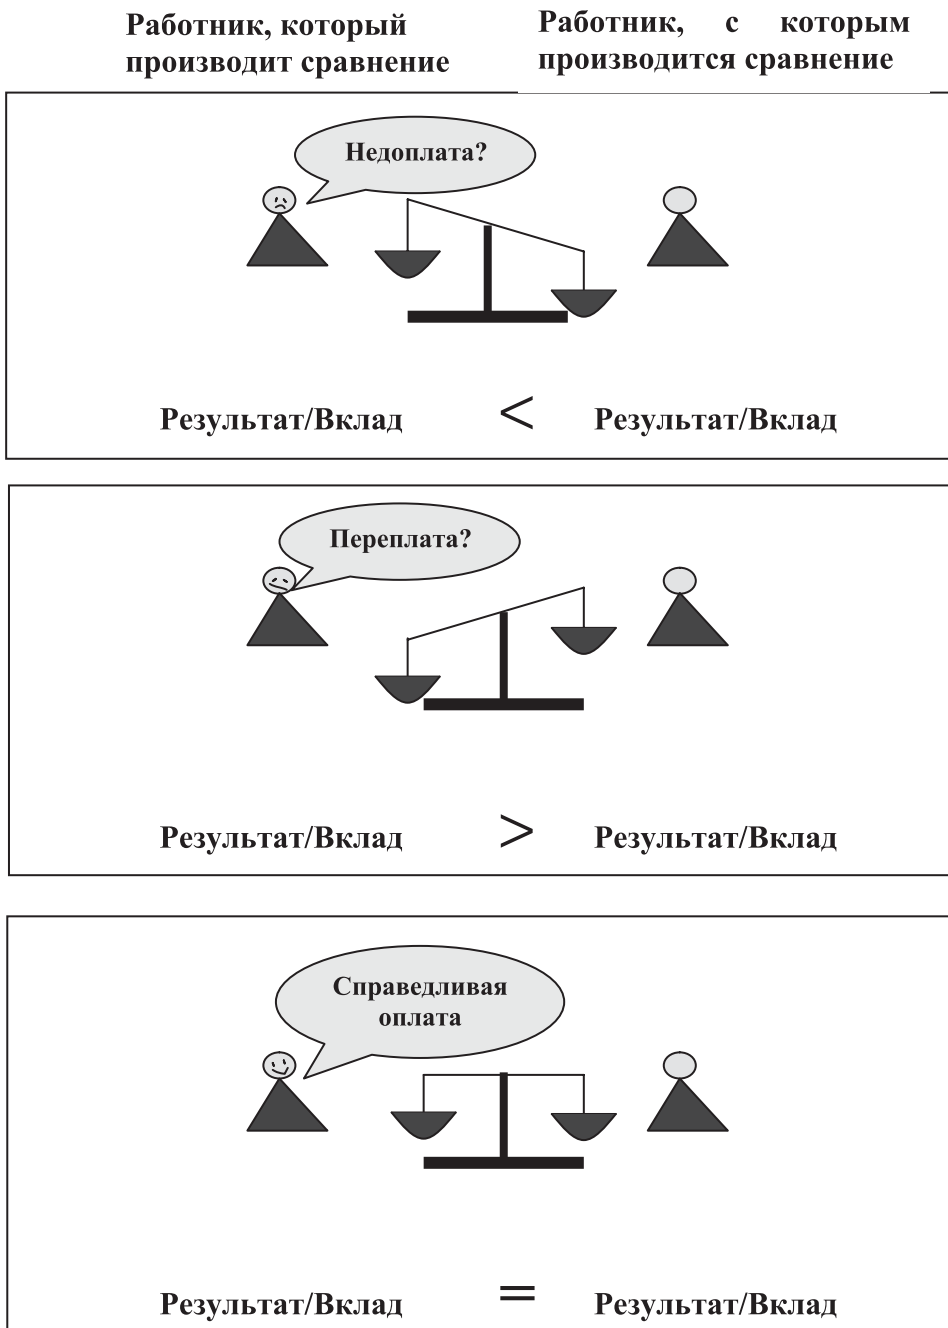 Работник, который
производит сравнение
Работник, с которым
производится сравнение
Недоплата?
Результат/Вклад < Результат/Вклад
Переплата?
Результат/Вклад > Результат/Вклад
Справедливая
оплата
Результат/Вклад = Результат/Вклад